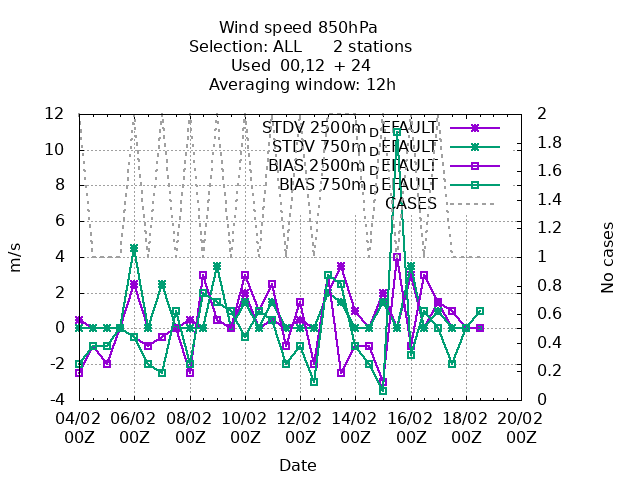 Wind speed 850hPa
Selection: ALL 2 stations
Used 00,12 + 24
Averaging window: 12h
12
10
8
6
4
2
0
-2
-4
m/s
2
1.8
1.6
1.4
1.2
1
0.8
0.6
0.4
0.2
0
No cases
STDV 2500m DEFAULT
STDV 750m DEFAULT
BIAS 2500m DEFAULT
BIAS 750m DEFAULT
CASES
04/02 06/02 08/02 10/02 12/02 14/02 16/02 18/02 20/02
00Z 00Z 00Z 00Z 00Z 00Z 00Z 00Z 00Z
Date